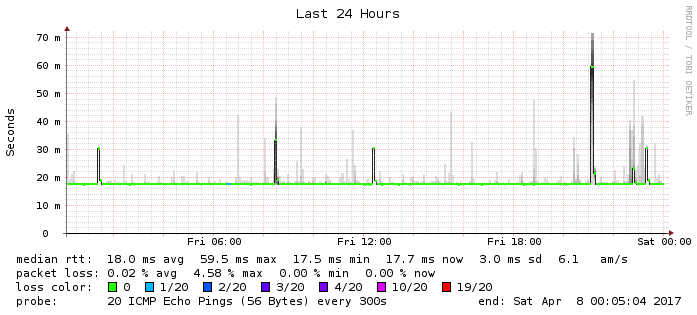 Last 24 Hours
RRDTOOL / TOBI OETIKER
Seconds
70 m
60 m
50 m
40 m
30 m
20 m
10 m
0
Fri 06:00 Fri 12:00 Fri 18:00 Sat 00:00
median rtt: 18.0 ms avg 59.5 ms max 17.5 ms min 17.7 ms now 3.0 ms sd 6.1 am/s
packet loss: 0.02 % avg 4.58 % max 0.00 % min 0.00 % now
loss color: 0 1/20 2/20 3/20 4/20 10/20 19/20
probe: 20 ICMP Echo Pings (56 Bytes) every 300s end: Sat Apr 8 00:05:04 2017